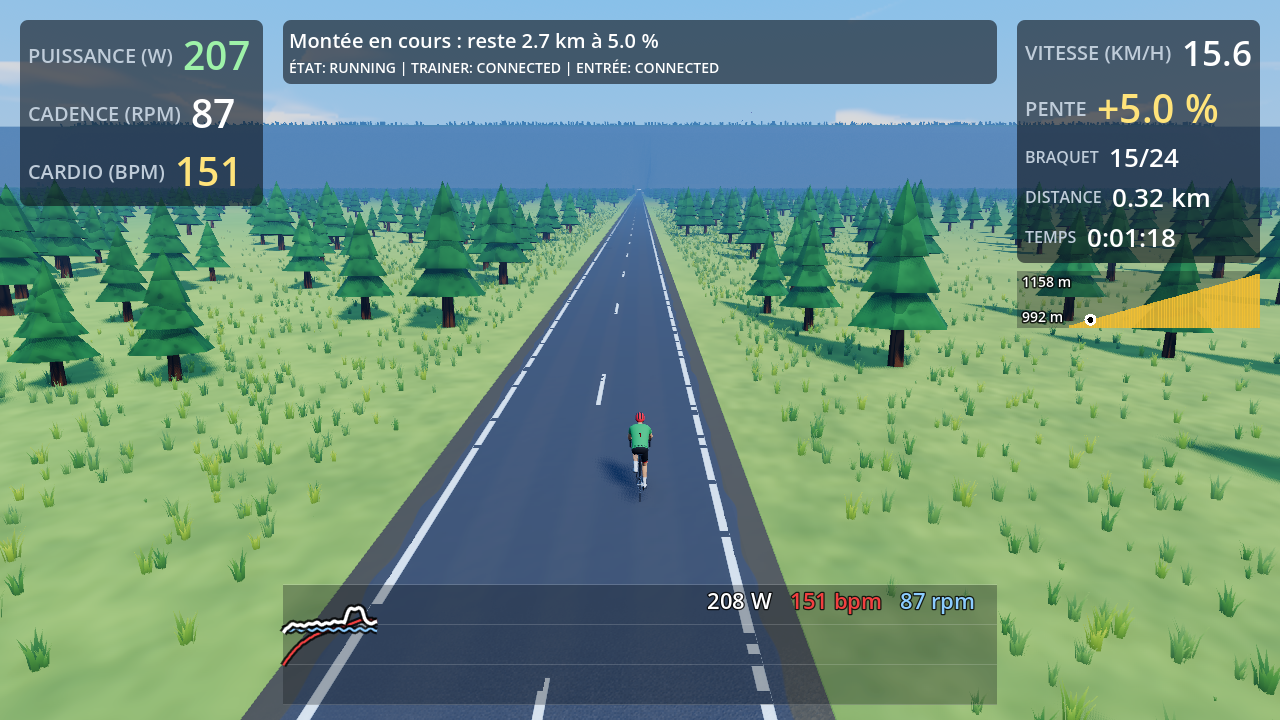 PUISSANCE (W) 207
CADENCE (RPM) 87
CARDIO (BPM) 151
Montée en cours : reste 2.7 km à 5.0 %
ÉTAT: RUNNING | TRAINER: CONNECTED | ENTRÉE: CONNECTED
VITESSE (KM/H) 15.6
PENTE +5.0 %
BRAQUET 15/24
DISTANCE 0.32 km
TEMPS 0:01:18
1158 m
992 m
208 W 151 bpm 87 rpm